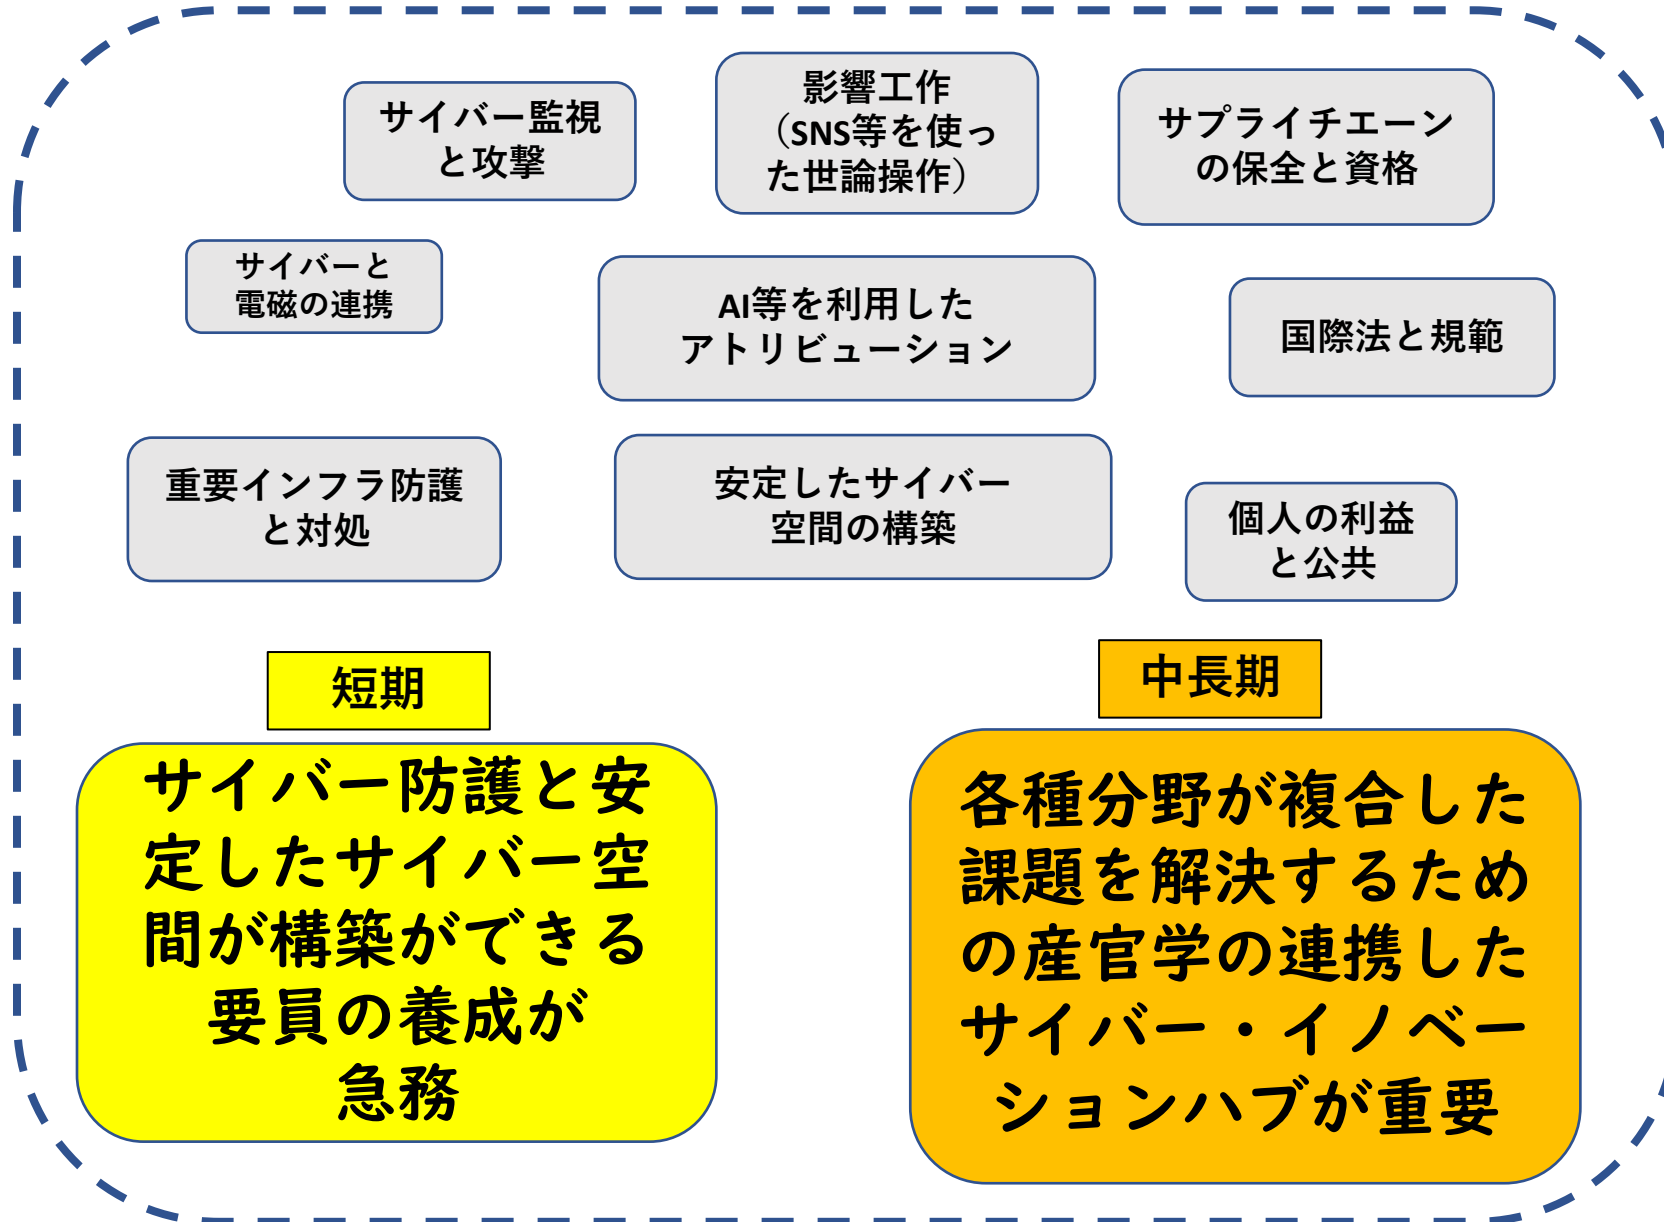 サイバー監視
と攻撃
影響工作
（SNS等を使っ
た世論操作）
サプライチエーン
の保全と資格
サイバーと
電磁の連携
AI等を利用した
アトリビューション
国際法と規範
重要インフラ防護
と対処
安定したサイバー
空間の構築
個人の利益
と公共
短期
サイバー防護と安
定したサイバー空
間が構築ができる
要員の養成が
急務
中長期
各種分野が複合した
課題を解決するため
の産官学の連携した
サイバー・イノベー
ションハブが重要